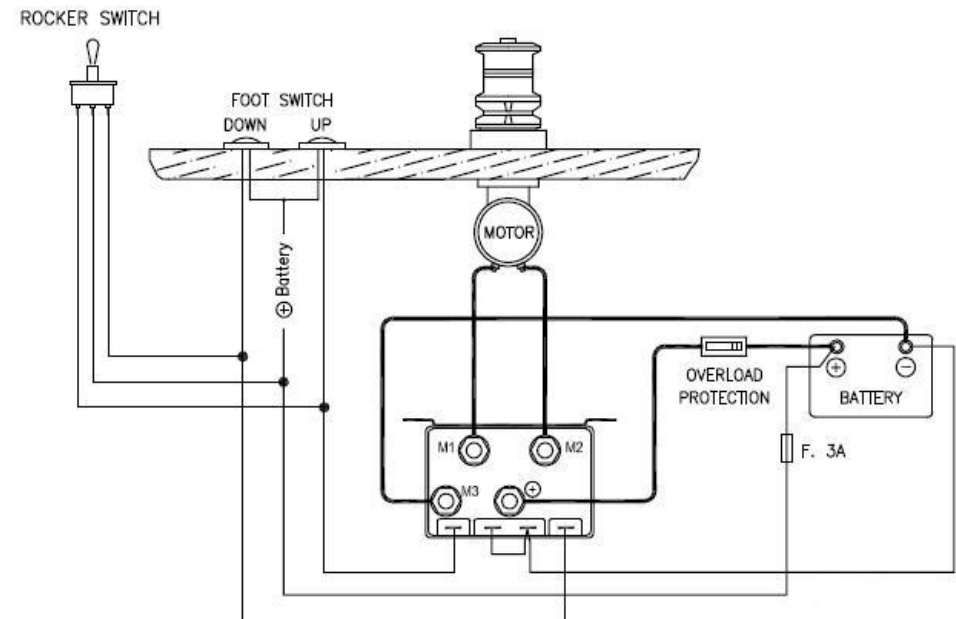 ROCKER SWITCH
FOOT SWITCH
DOWN UP
MOTOR
+ Battery
OVERLOAD
PROTECTION
+ −
BATTERY
F. 3A
M1 M2
M3 +